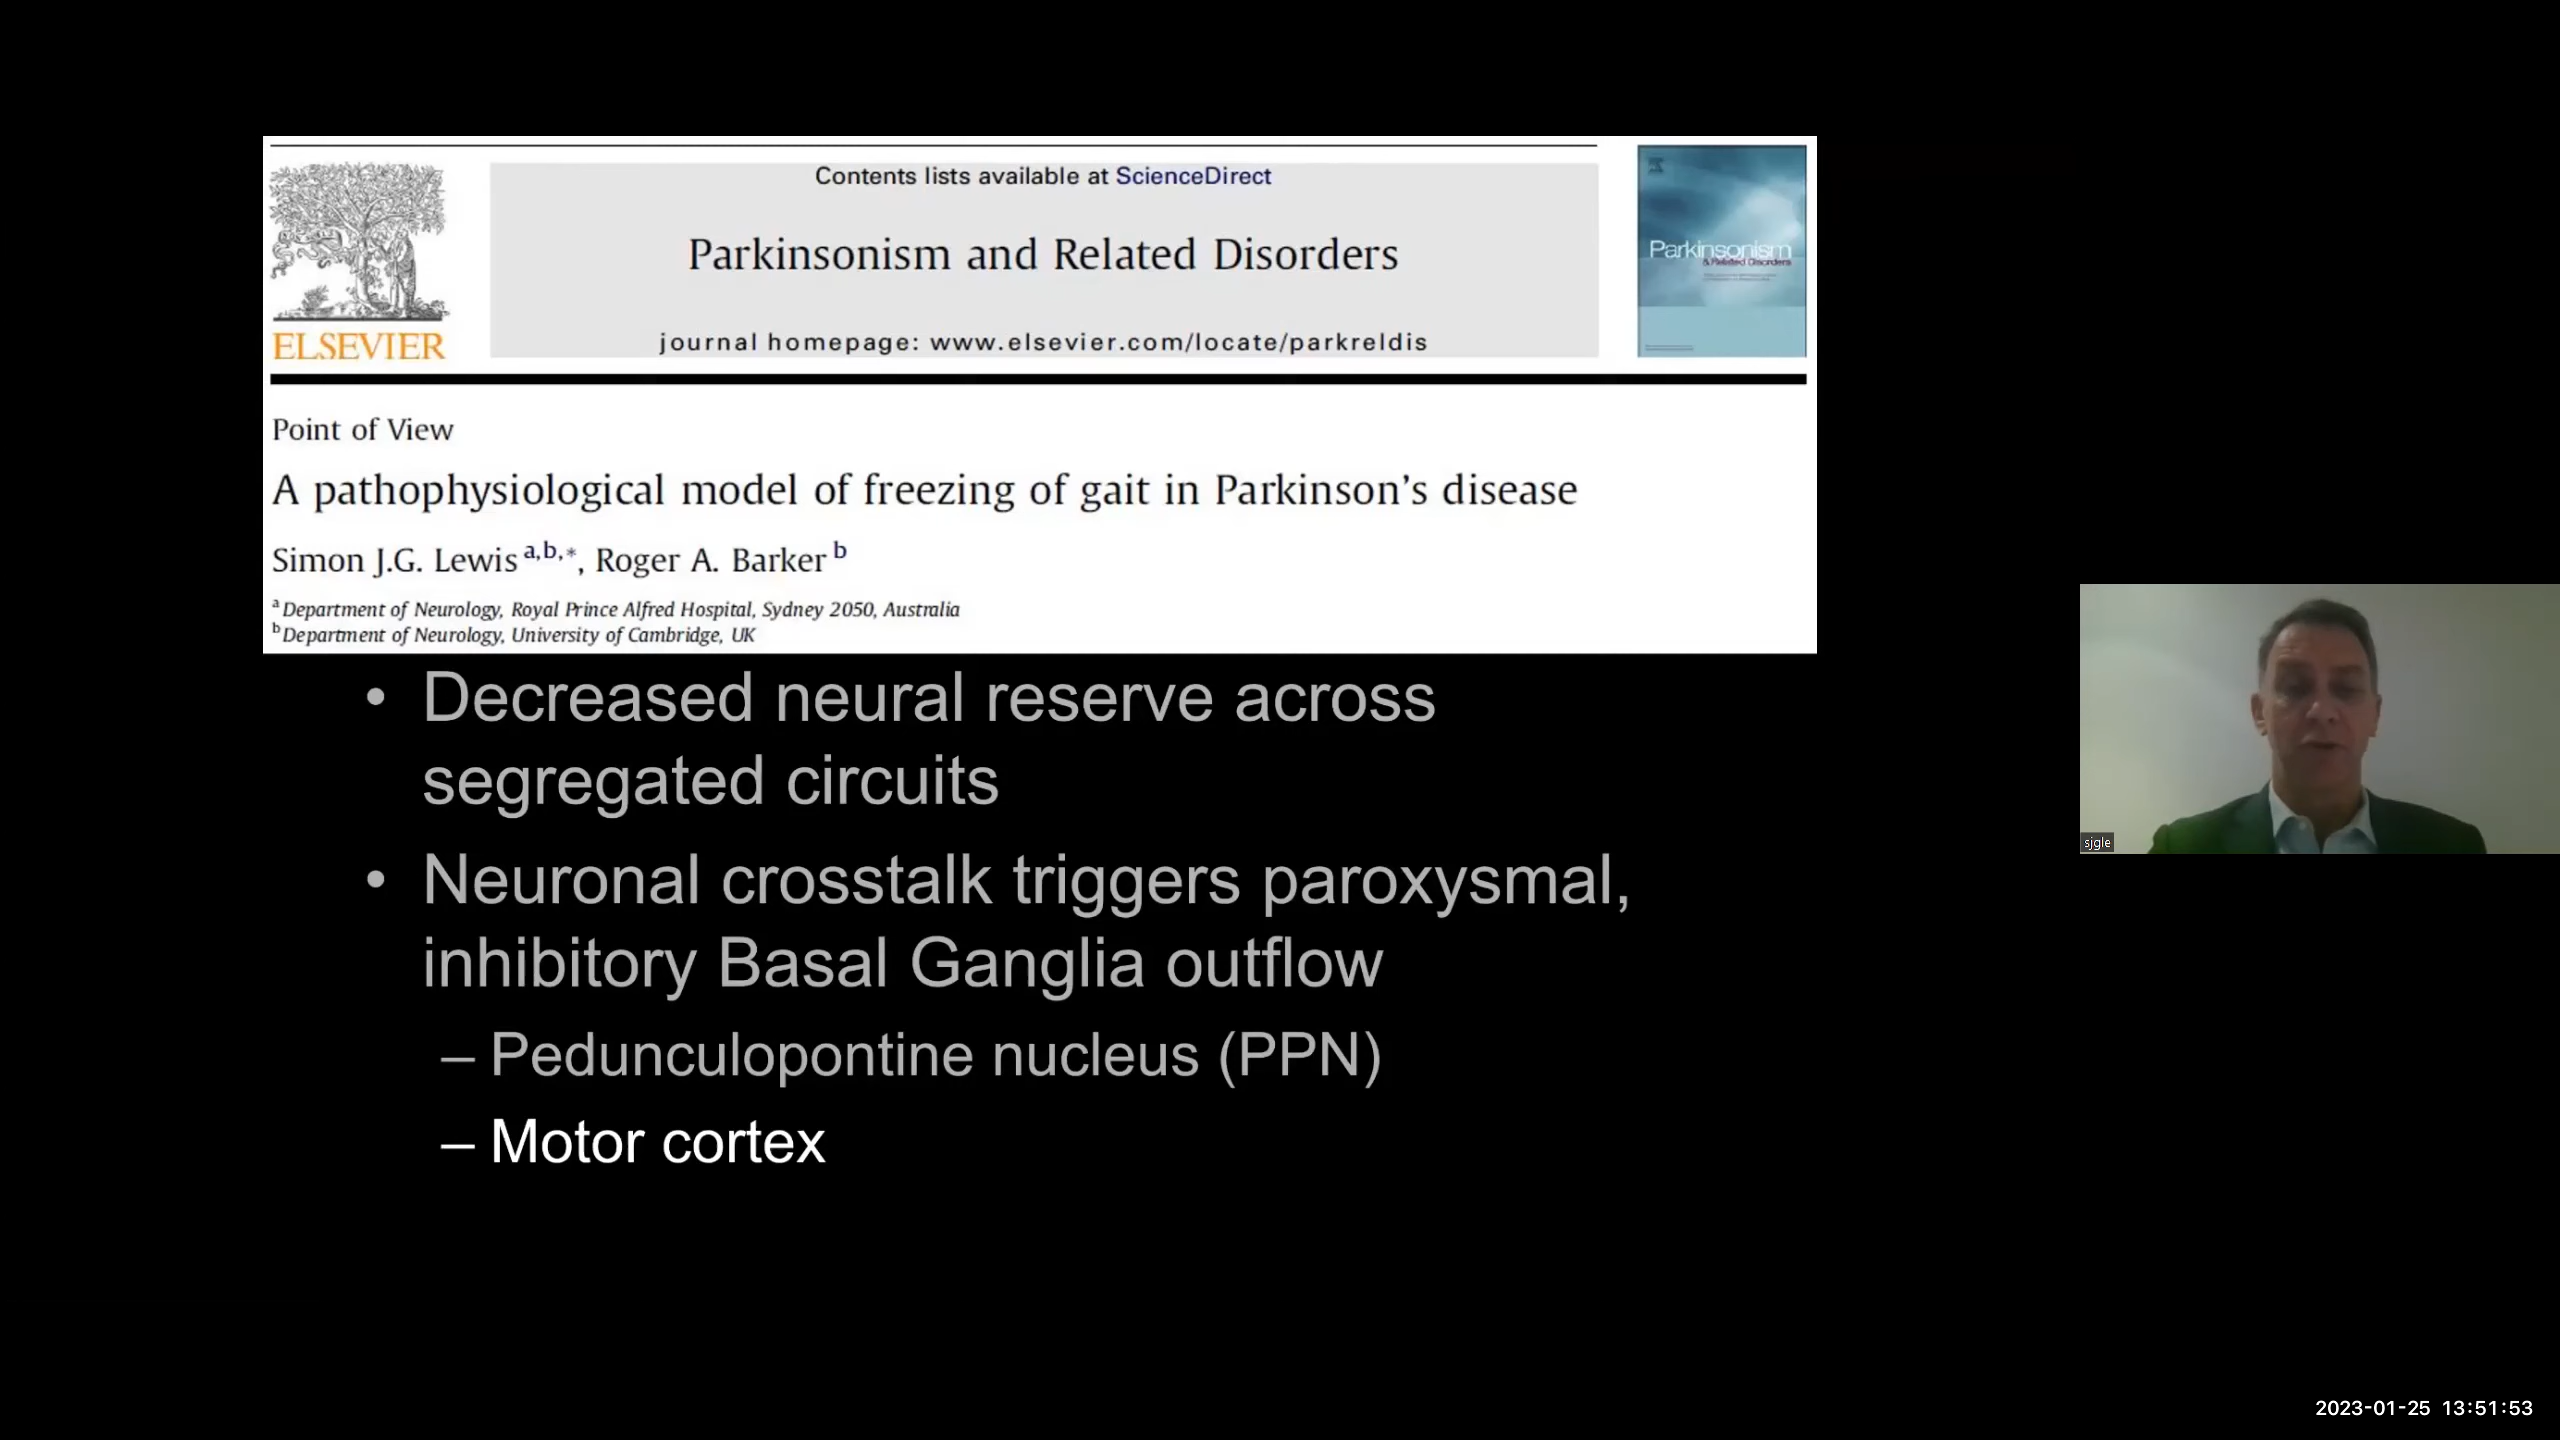 Contents lists available at ScienceDirect
Parkinsonism and Related Disorders
journal homepage: www.elsevier.com/locate/parkreldis
ELSEVIER
Parkinsonism
& Related Disorders
Point of View
A pathophysiological model of freezing of gait in Parkinson’s disease
Simon J.G. Lewis a,b,*, Roger A. Barker b
a Department of Neurology, Royal Prince Alfred Hospital, Sydney 2050, Australia
b Department of Neurology, University of Cambridge, UK
• Decreased neural reserve across
segregated circuits
• Neuronal crosstalk triggers paroxysmal,
inhibitory Basal Ganglia outflow
– Pedunculopontine nucleus (PPN)
– Motor cortex
sjgle
2023-01-25 13:51:53